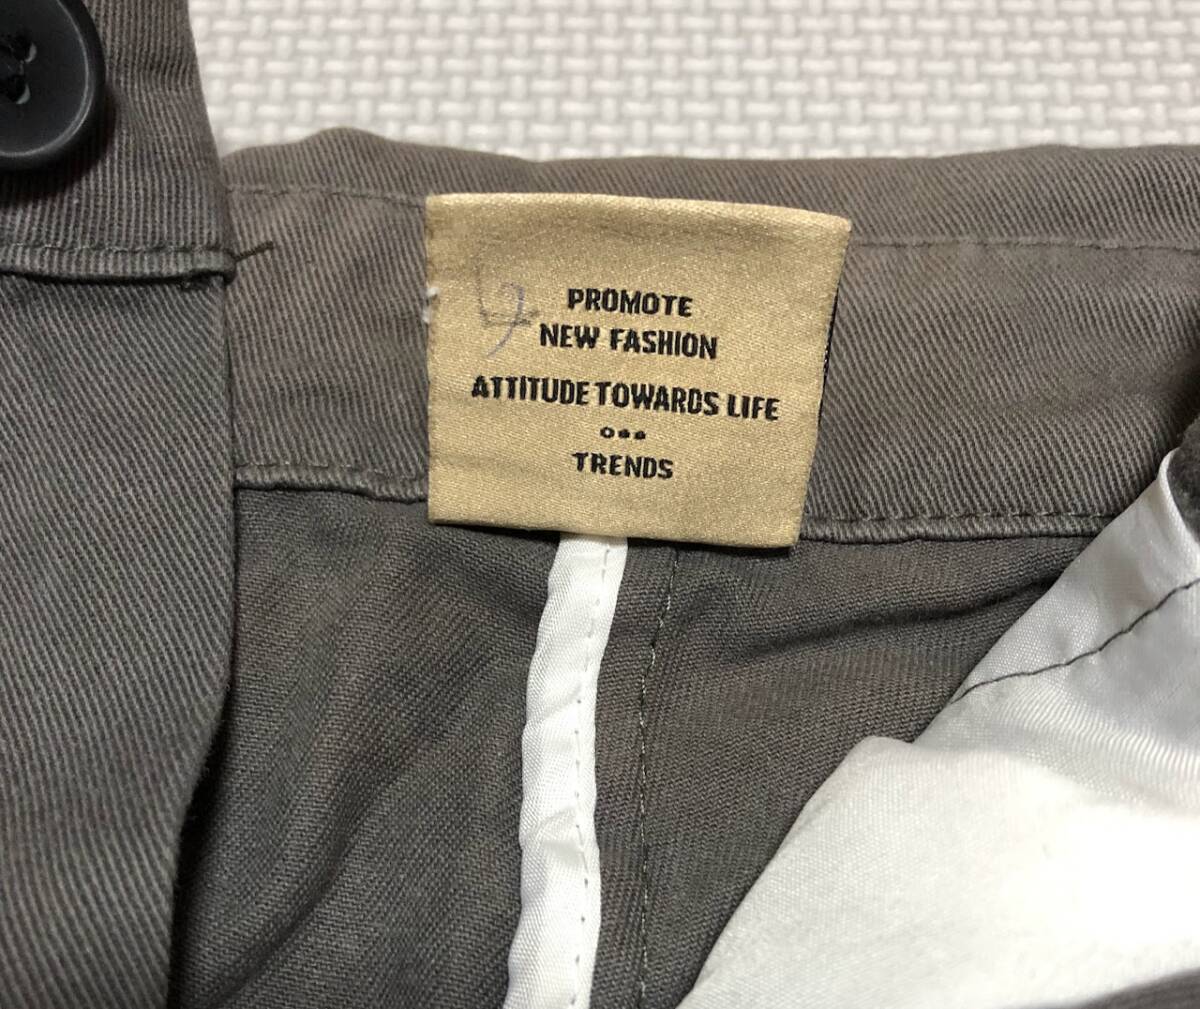 PROMOTE
NEW FASHION
ATTITUDE TOWARDS LIFE
TRENDS